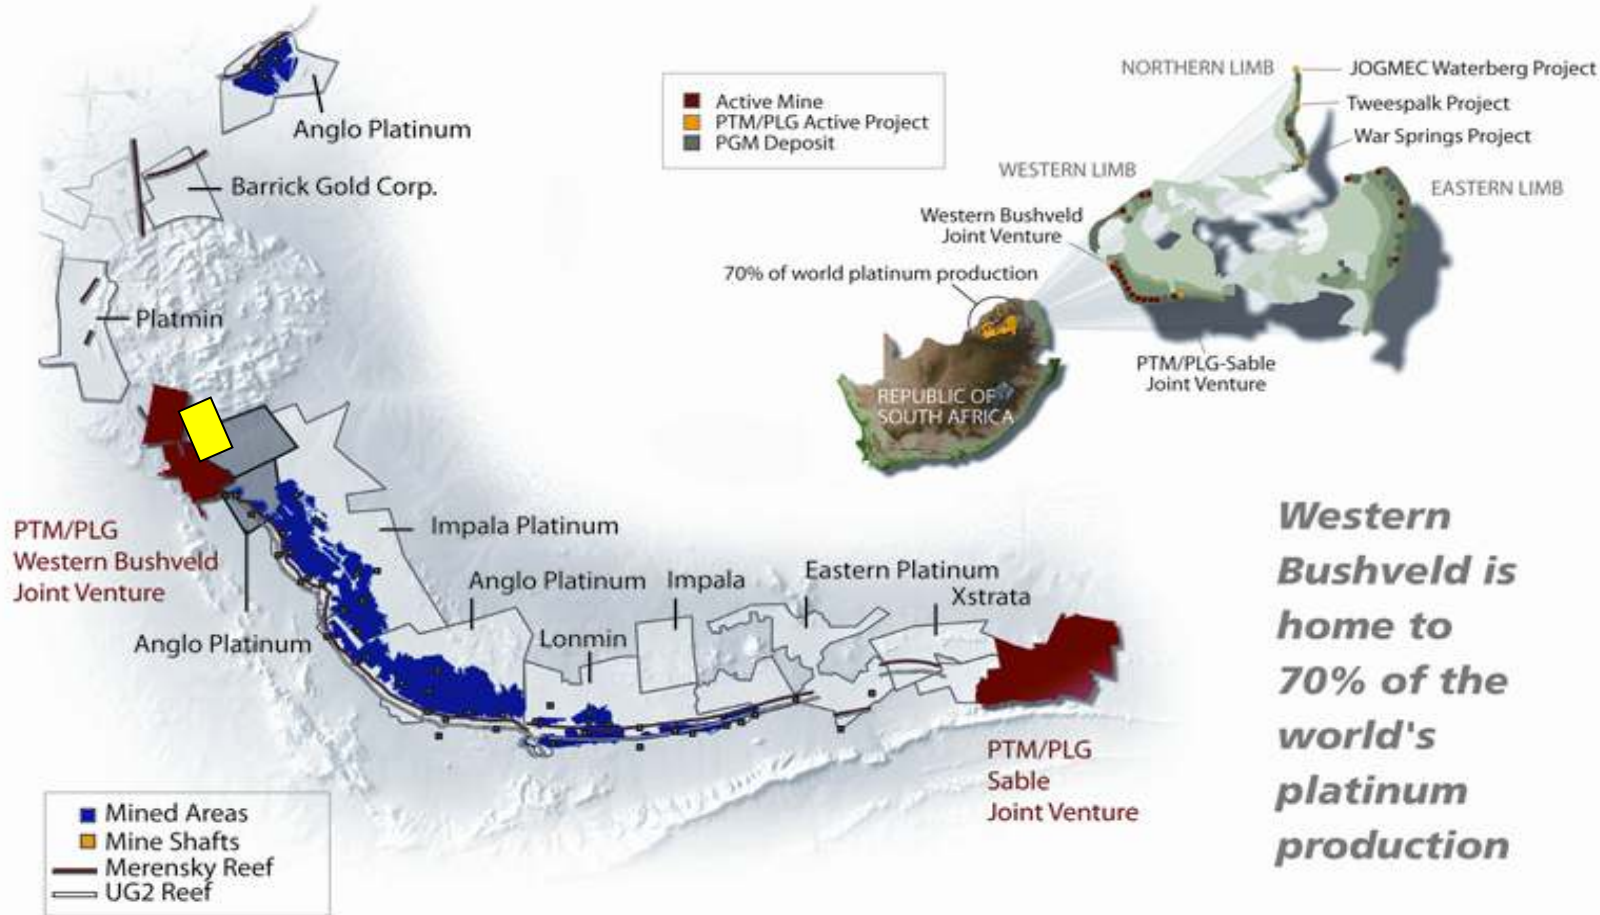 Anglo Platinum
Barrick Gold Corp.
Platmin
Active Mine
PTM/PLG Active Project
PGM Deposit
NORTHERN LIMB
JOGMEC Waterberg Project
Tweespalk Project
War Springs Project
WESTERN LIMB
EASTERN LIMB
Western Bushveld
Joint Venture
70% of world platinum production
PTM/PLG-Sable
Joint Venture
REPUBLIC OF
SOUTH AFRICA
PTM/PLG
Western Bushveld
Joint Venture
Impala Platinum
Anglo Platinum
Anglo Platinum
Impala
Eastern Platinum
Xstrata
Lonmin
PTM/PLG
Sable
Joint Venture
Western
Bushveld is
home to
70% of the
world's
platinum
production
Mined Areas
Mine Shafts
Merensky Reef
UG2 Reef